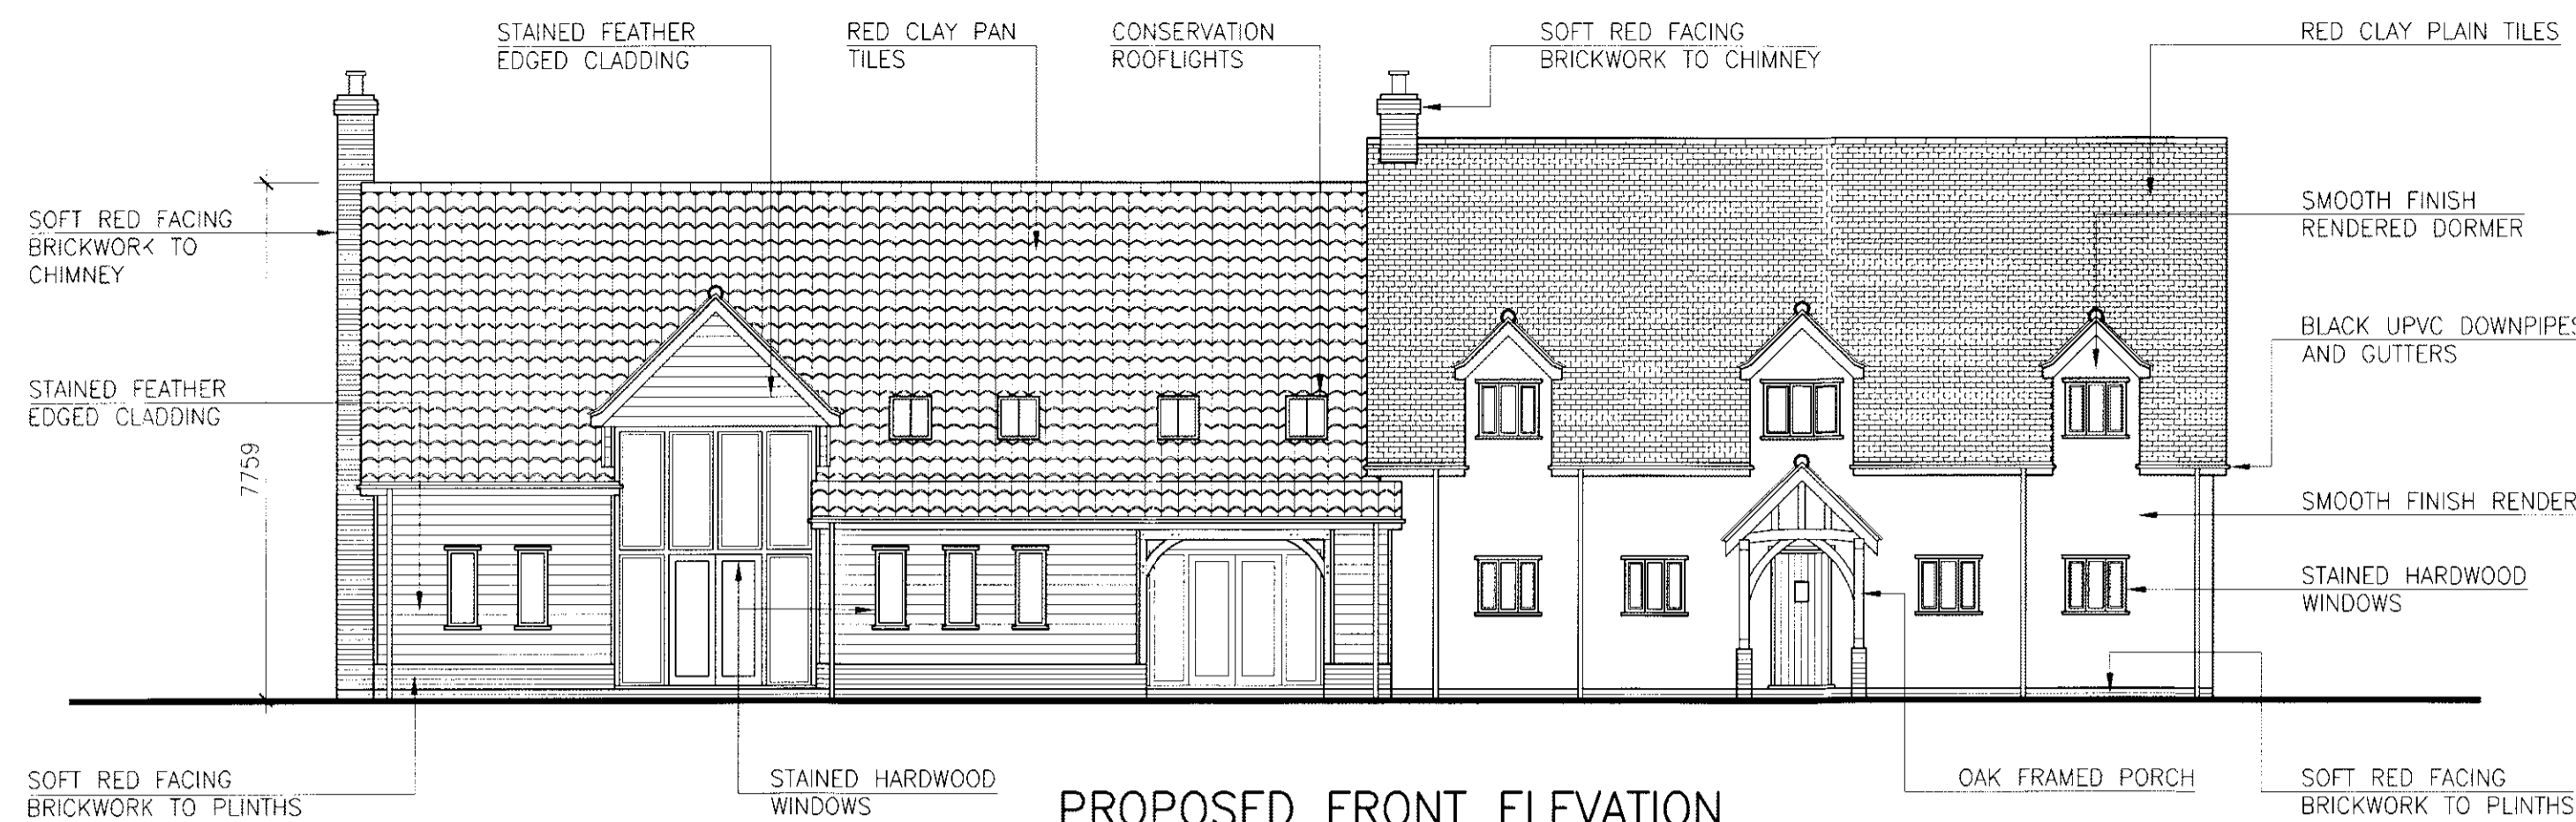 STAINED FEATHER
EDGED CLADDING
RED CLAY PAN
TILES
CONSERVATION
ROOFLIGHTS
SOFT RED FACING
BRICKWORK TO CHIMNEY
RED CLAY PLAIN TILES
SOFT RED FACING
BRICKWORK TO
CHIMNEY
SMOOTH FINISH
RENDERED DORMER
BLACK UPVC DOWNPIPES
AND GUTTERS
STAINED FEATHER
EDGED CLADDING
7759
SMOOTH FINISH RENDER
STAINED HARDWOOD
WINDOWS
SOFT RED FACING
BRICKWORK TO PLINTHS
STAINED HARDWOOD
WINDOWS
OAK FRAMED PORCH
SOFT RED FACING
BRICKWORK TO PLINTHS
PROPOSED FRONT ELEVATION